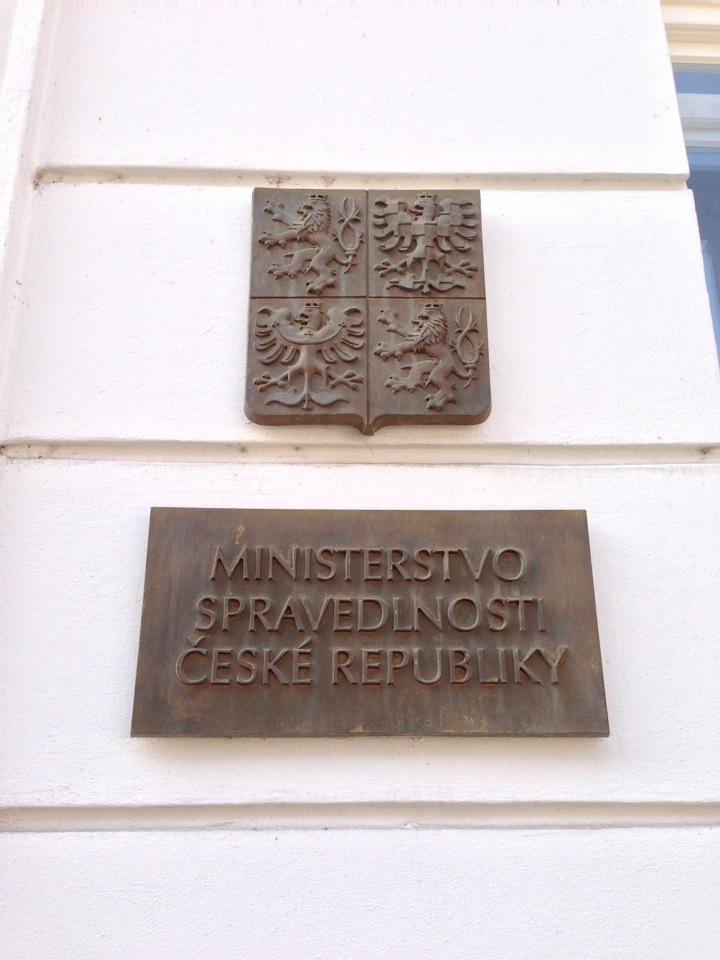 MINISTERSTVO
SPRAVEDLNOSTI
ČESKÉ REPUBLIKY